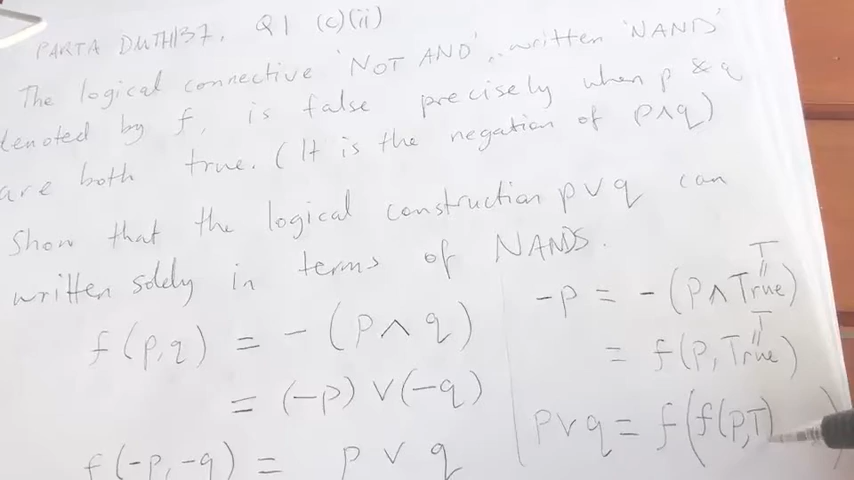 PARTA DMTH137, Q1 (c)(ii)
The logical connective 'NOT AND', written 'NANS'
denoted by f, is false precisely when p & q
are both true. (It is the negation of p∧q)
Show that the logical construction p∨q can
written solely in terms of NANDS.
f(p,q) = -(p∧q)
= (-p) ∨ (-q)
f(-p,-q) = p ∨ q
T
-p = -(p∧True)
T
= f(p,True)
p∨q = f(f(p,T) )